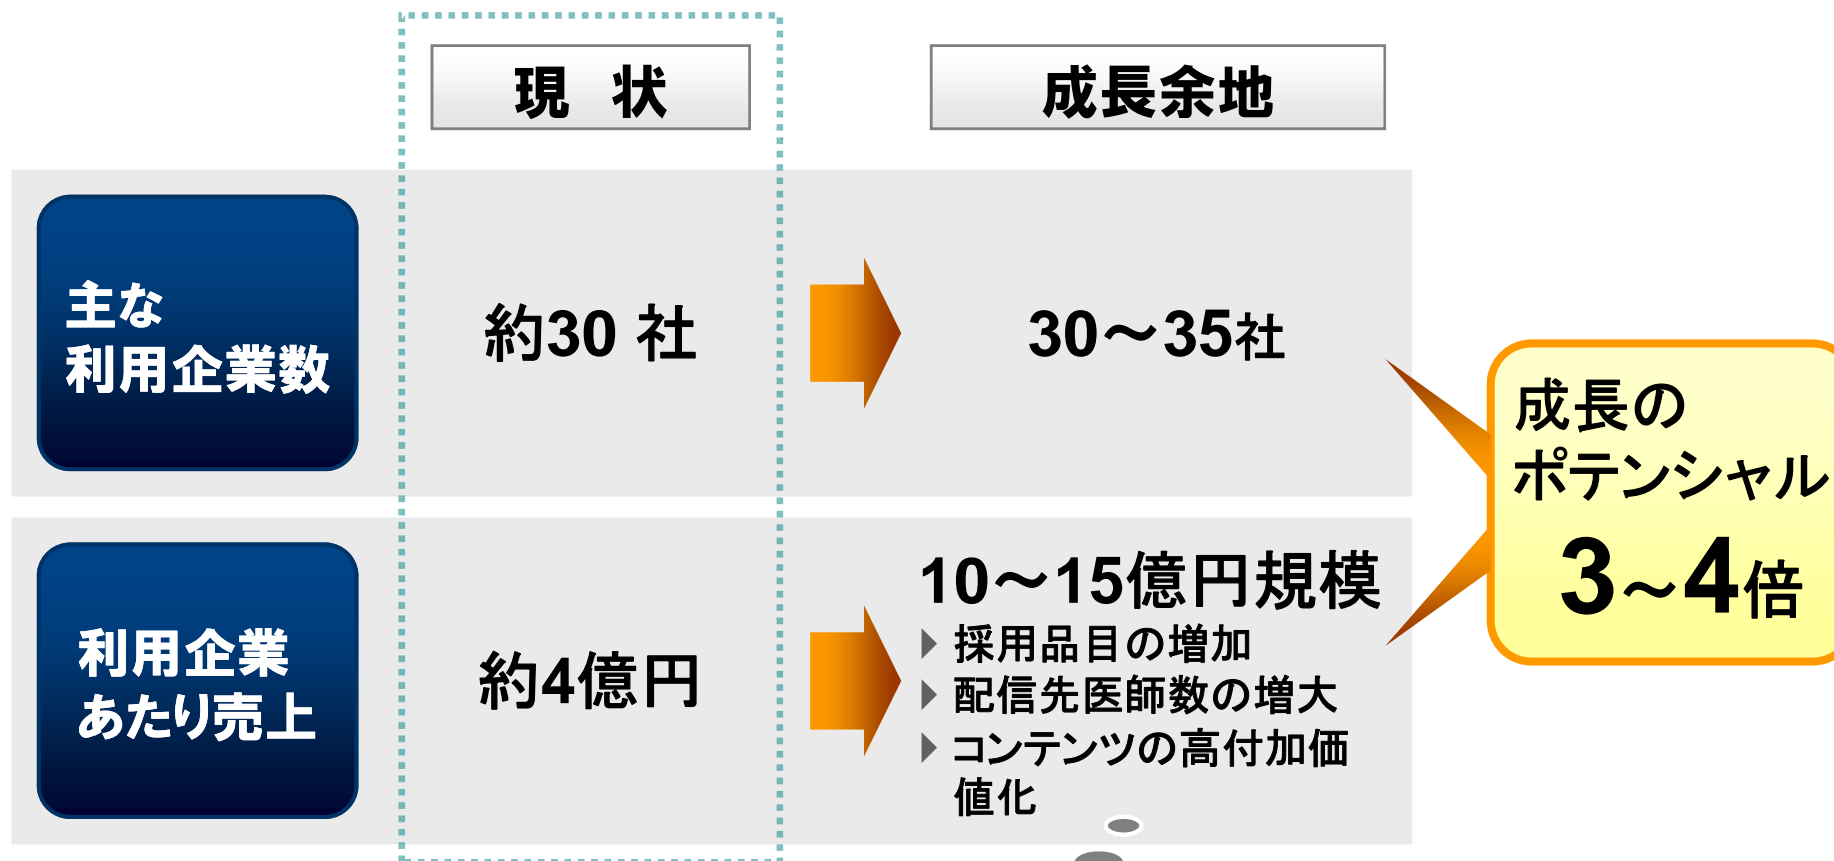 現 状
成長余地
主な
利用企業数
約30 社
30～35社
利用企業
あたり売上
約4億円
10～15億円規模
採用品目の増加
配信先医師数の増大
コンテンツの高付加価
値化
成長の
ポテンシャル
3～4倍